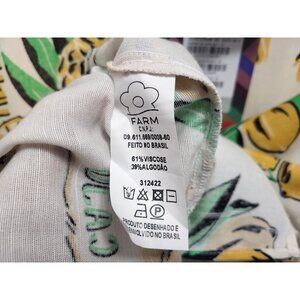 FARM
C.N.P.J.:
09.611.669/0008-60
FEITO NO BRASIL
61%VISCOSE
39%ALGODÃO
312422
PRODUTO DESENHADO E
DESENVOLVIDO NO BRASIL